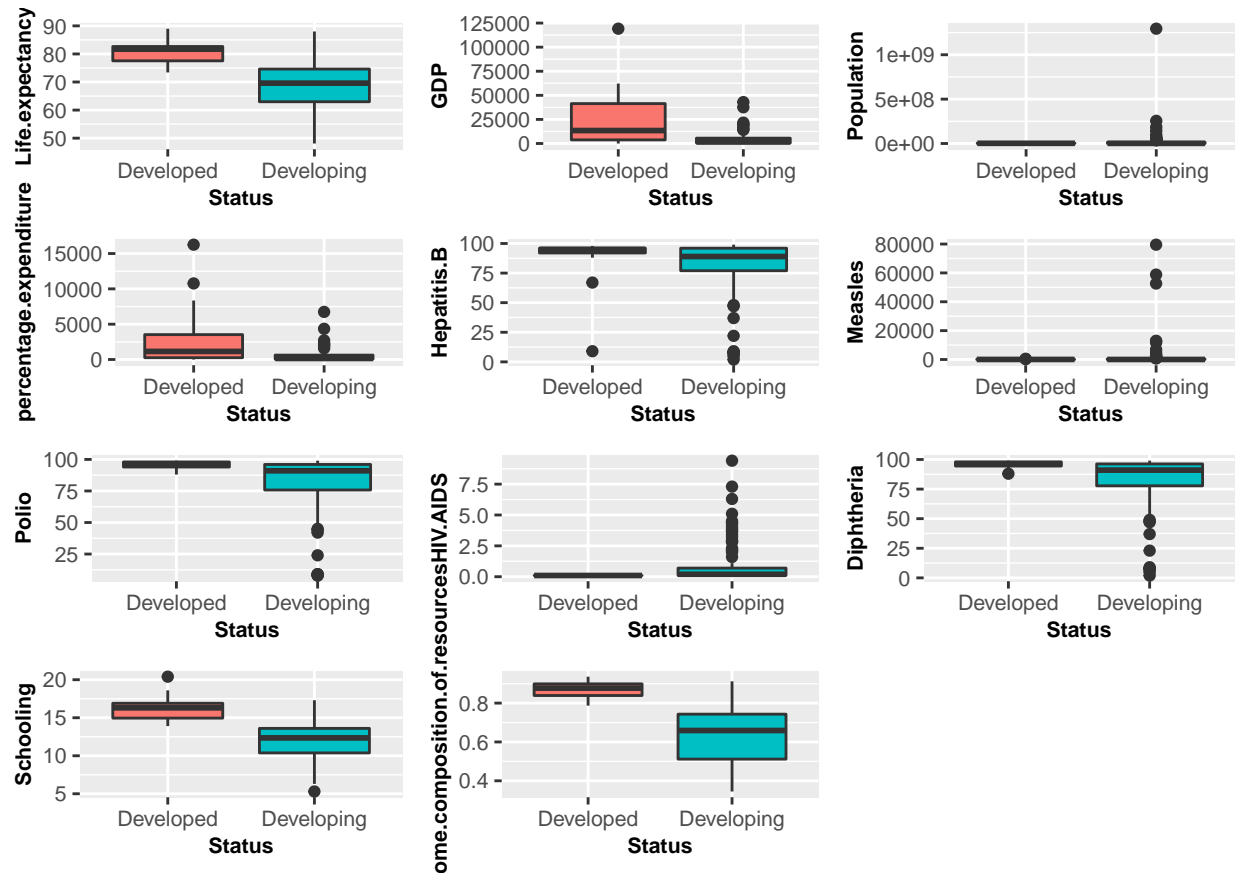 Life.expectancy
90
80
70
60
50
Developed Developing
Status
GDP
125000
100000
75000
50000
25000
0
Developed Developing
Status
Population
1e+09
5e+08
0e+00
Developed Developing
Status
percentage.expenditure
15000
10000
5000
0
Developed Developing
Status
Hepatitis.B
100
75
50
25
0
Developed Developing
Status
Measles
80000
60000
40000
20000
0
Developed Developing
Status
Polio
100
75
50
25
Developed Developing
Status
HIV.AIDS
7.5
5.0
2.5
0.0
Developed Developing
Status
Diphtheria
100
75
50
25
0
Developed Developing
Status
Schooling
20
15
10
5
Developed Developing
Status
ome.composition.of.resources
0.8
0.6
0.4
Developed Developing
Status